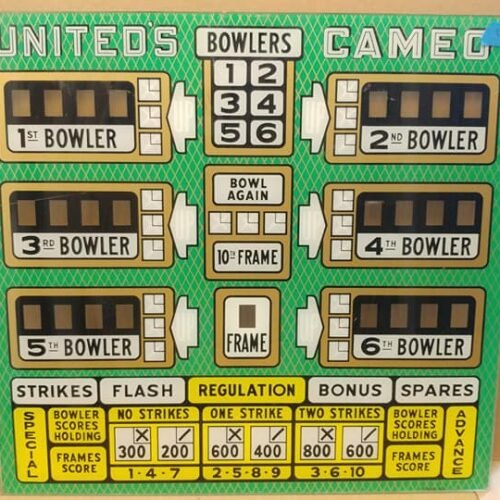 UNITED'S BOWLERS CAMEO
1 2
3 4
5 6
1ST BOWLER
2ND BOWLER
BOWL
AGAIN
10TH FRAME
3RD BOWLER
4TH BOWLER
5TH BOWLER
FRAME
6TH BOWLER
STRIKES FLASH REGULATION BONUS SPARES
SPECIAL
BOWLER
SCORES
HOLDING
FRAMES
SCORE
NO STRIKES
X /
300 200
1·4·7
ONE STRIKE
X /
600 400
2·5·8·9
TWO STRIKES
X /
800 600
3·6·10
BOWLER
SCORES
HOLDING
FRAMES
SCORE
ADVANCE